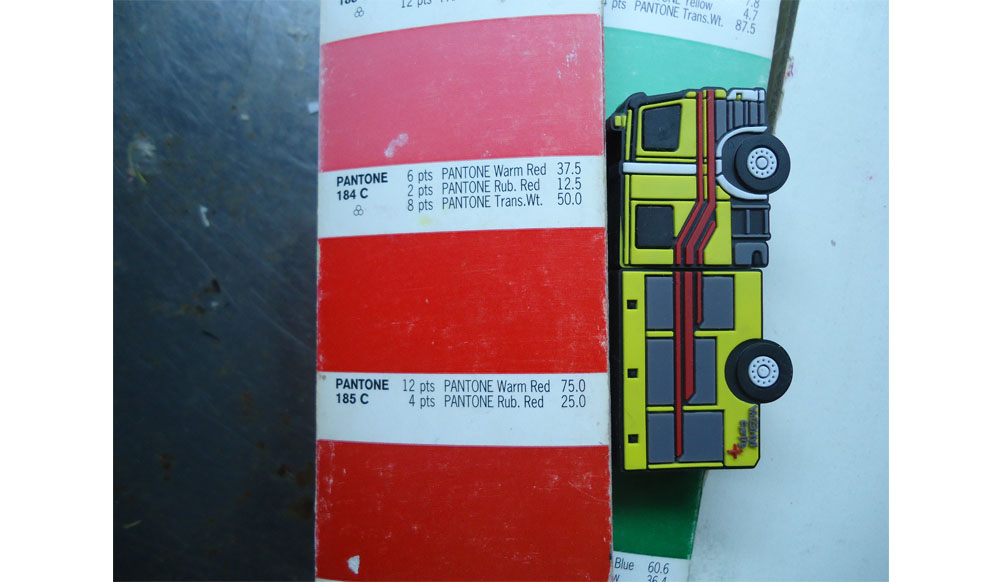 12 pts
PANTONE 184 C
6 pts PANTONE Warm Red 37.5
2 pts PANTONE Rub. Red 12.5
8 pts PANTONE Trans.Wt. 50.0
PANTONE 185 C
12 pts PANTONE Warm Red 75.0
4 pts PANTONE Rub. Red 25.0
Yellow 7.8
4.7
pts PANTONE Trans.Wt. 87.5
Blue 60.6
36.4